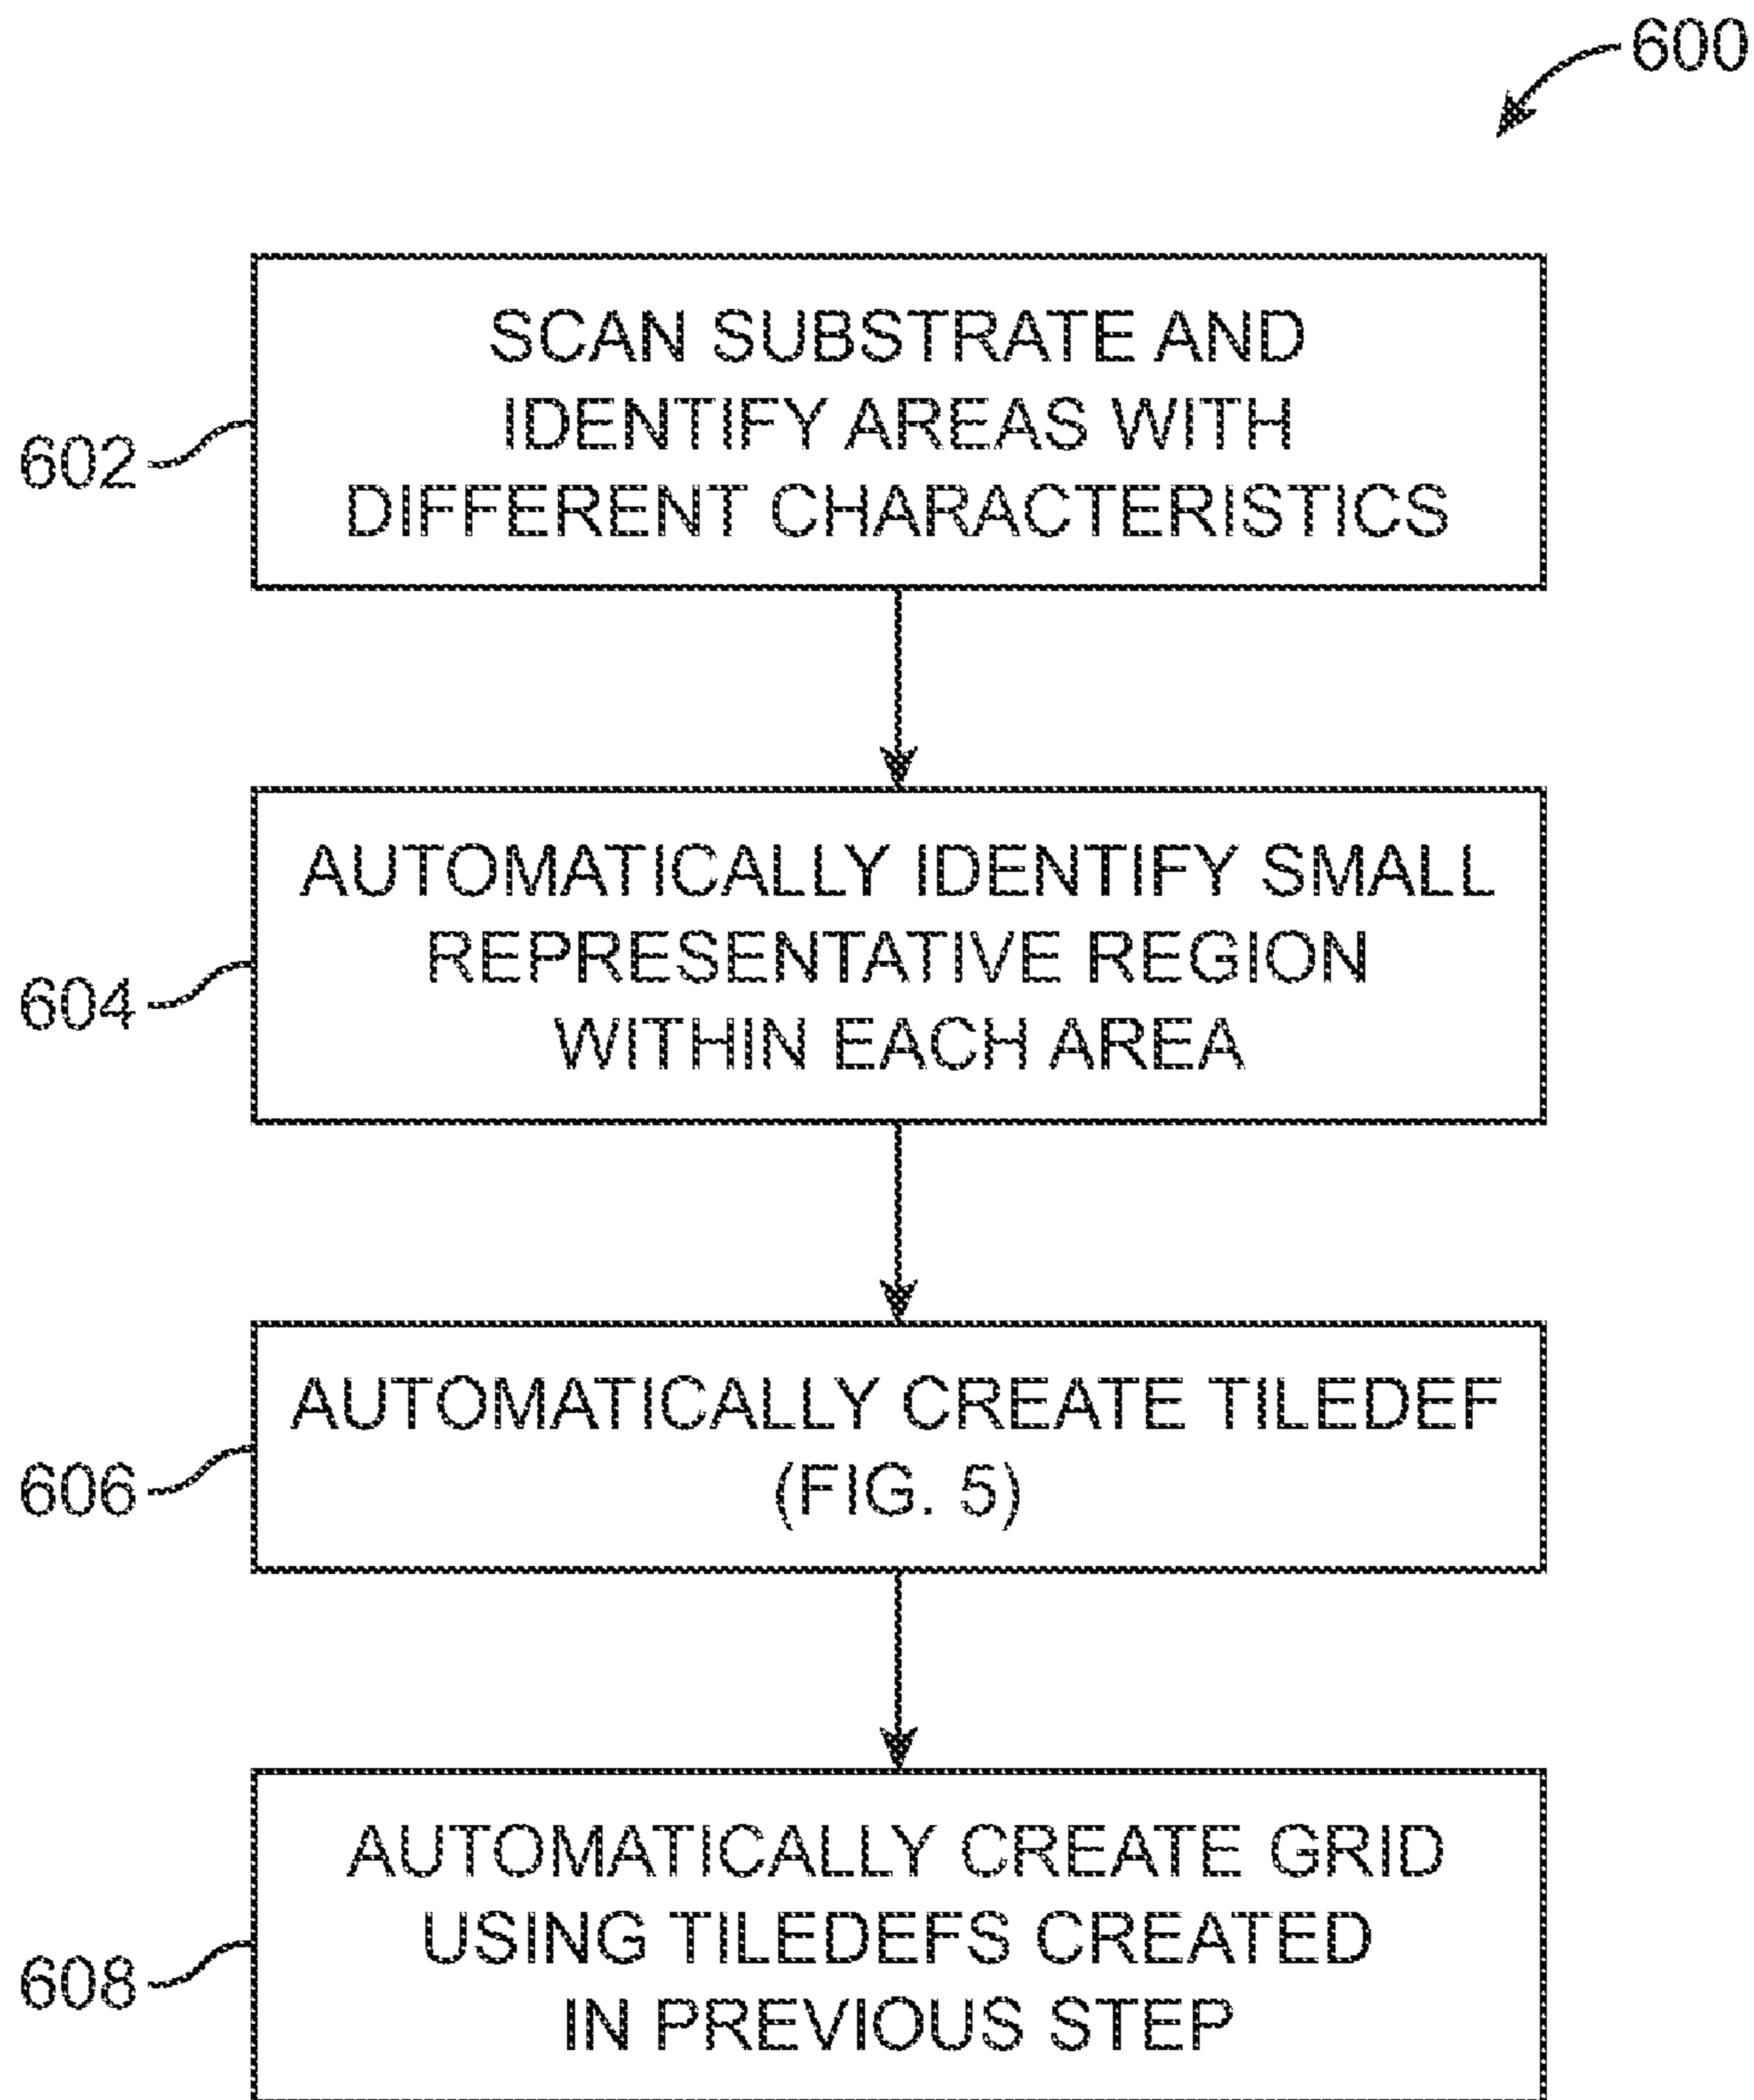 600
SCAN SUBSTRATE AND
IDENTIFY AREAS WITH
DIFFERENT CHARACTERISTICS
602
AUTOMATICALLY IDENTIFY SMALL
REPRESENTATIVE REGION
WITHIN EACH AREA
604
AUTOMATICALLY CREATE TILEDEF
(FIG. 5)
606
AUTOMATICALLY CREATE GRID
USING TILEDEFS CREATED
IN PREVIOUS STEP
608